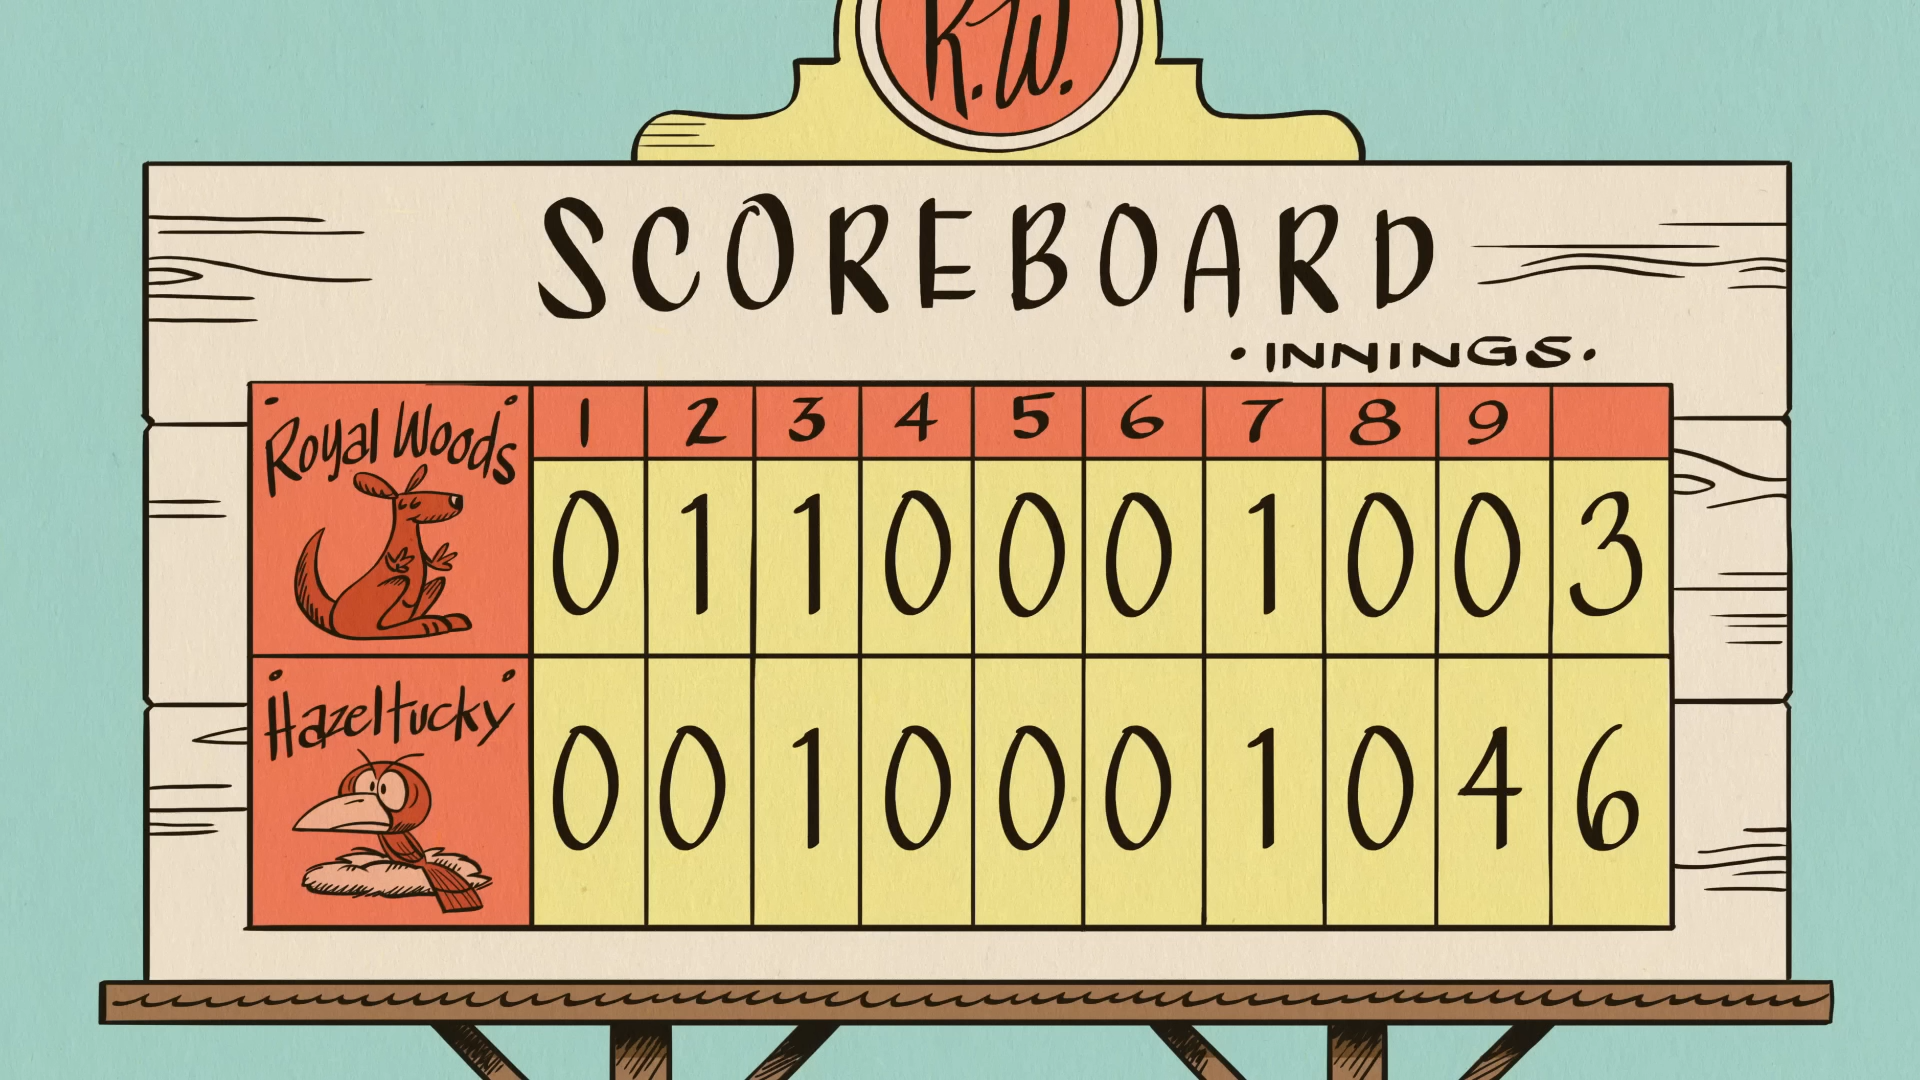 R.W.
SCOREBOARD
• INNINGS •
Royal Woods 1 2 3 4 5 6 7 8 9
0 1 1 0 0 0 1 0 0 3
Hazeltucky 0 0 1 0 0 0 1 0 4 6